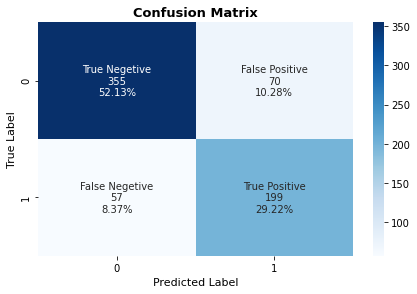 Confusion Matrix
True Negetive
355
52.13%
False Positive
70
10.28%
False Negetive
57
8.37%
True Positive
199
29.22%
0
1
True Label
0
1
Predicted Label
350
300
250
200
150
100